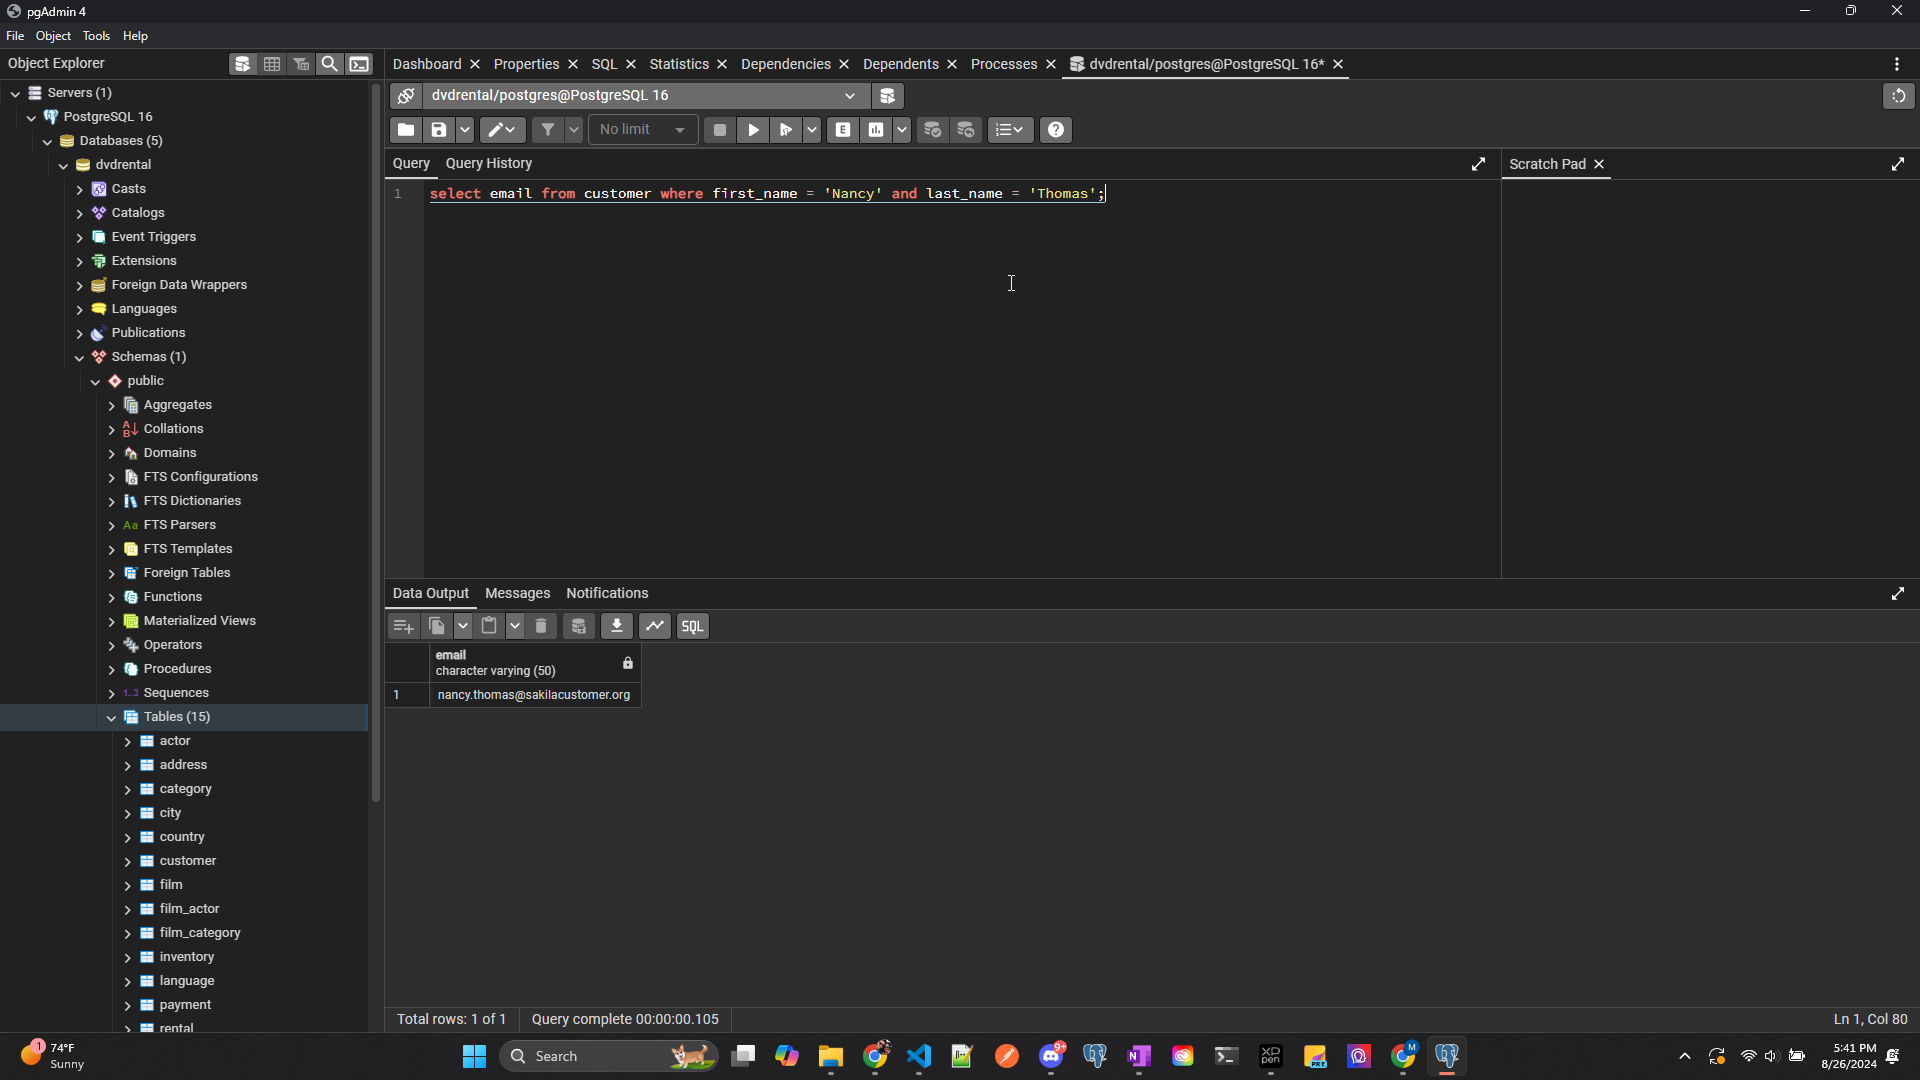 pgAdmin 4
File Object Tools Help
Object Explorer
Dashboard Properties SQL Statistics Dependencies Dependents Processes dvdrental/postgres@PostgreSQL 16*
Servers (1)
dvdrental/postgres@PostgreSQL 16
PostgreSQL 16
No limit
Databases (5)
dvdrental
Query Query History
Scratch Pad
Casts
1 select email from customer where first_name = 'Nancy' and last_name = 'Thomas';
Catalogs
Event Triggers
Extensions
Foreign Data Wrappers
Languages
Publications
Schemas (1)
public
Aggregates
Collations
Domains
FTS Configurations
FTS Dictionaries
FTS Parsers
FTS Templates
Foreign Tables
Functions
Materialized Views
Operators
Procedures
Sequences
Tables (15)
actor
address
category
city
country
customer
film
film_actor
film_category
inventory
language
payment
rental
Data Output Messages Notifications
SQL
email
character varying (50)
1 nancy.thomas@sakilacustomer.org
Total rows: 1 of 1 Query complete 00:00:00.105
Ln 1, Col 80
1
74°F
Sunny
Search
9+
M
XP
PEN
PRE
5:41 PM
8/26/2024